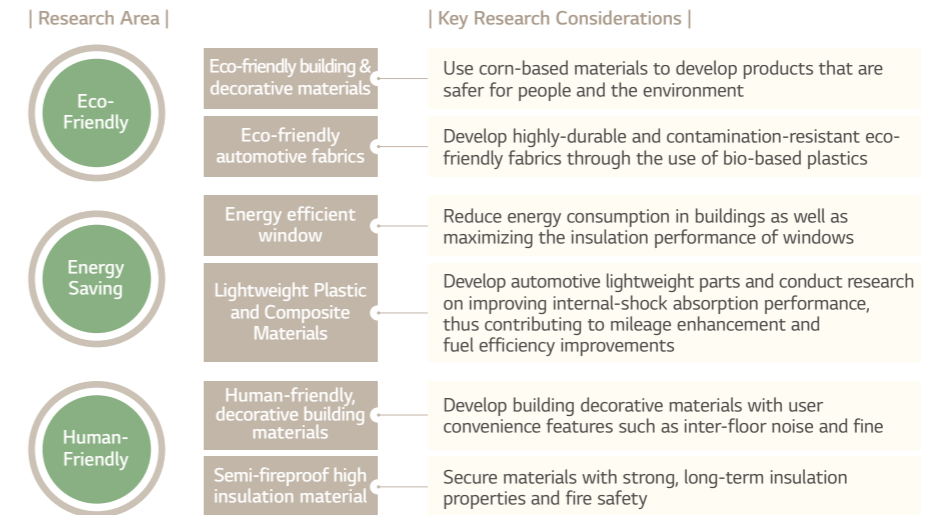 | Research Area |
| Key Research Considerations |
Eco-
Friendly
Eco-friendly building &
decorative materials
Use corn-based materials to develop products that are
safer for people and the environment
Eco-friendly
automotive fabrics
Develop highly-durable and contamination-resistant eco-
friendly fabrics through the use of bio-based plastics
Energy
Saving
Energy efficient
window
Reduce energy consumption in buildings as well as
maximizing the insulation performance of windows
Lightweight Plastic
and Composite
Materials
Develop automotive lightweight parts and conduct research
on improving internal-shock absorption performance,
thus contributing to mileage enhancement and
fuel efficiency improvements
Human-
Friendly
Human-friendly,
decorative building
materials
Develop building decorative materials with user
convenience features such as inter-floor noise and fine
Semi-fireproof high
insulation material
Secure materials with strong, long-term insulation
properties and fire safety